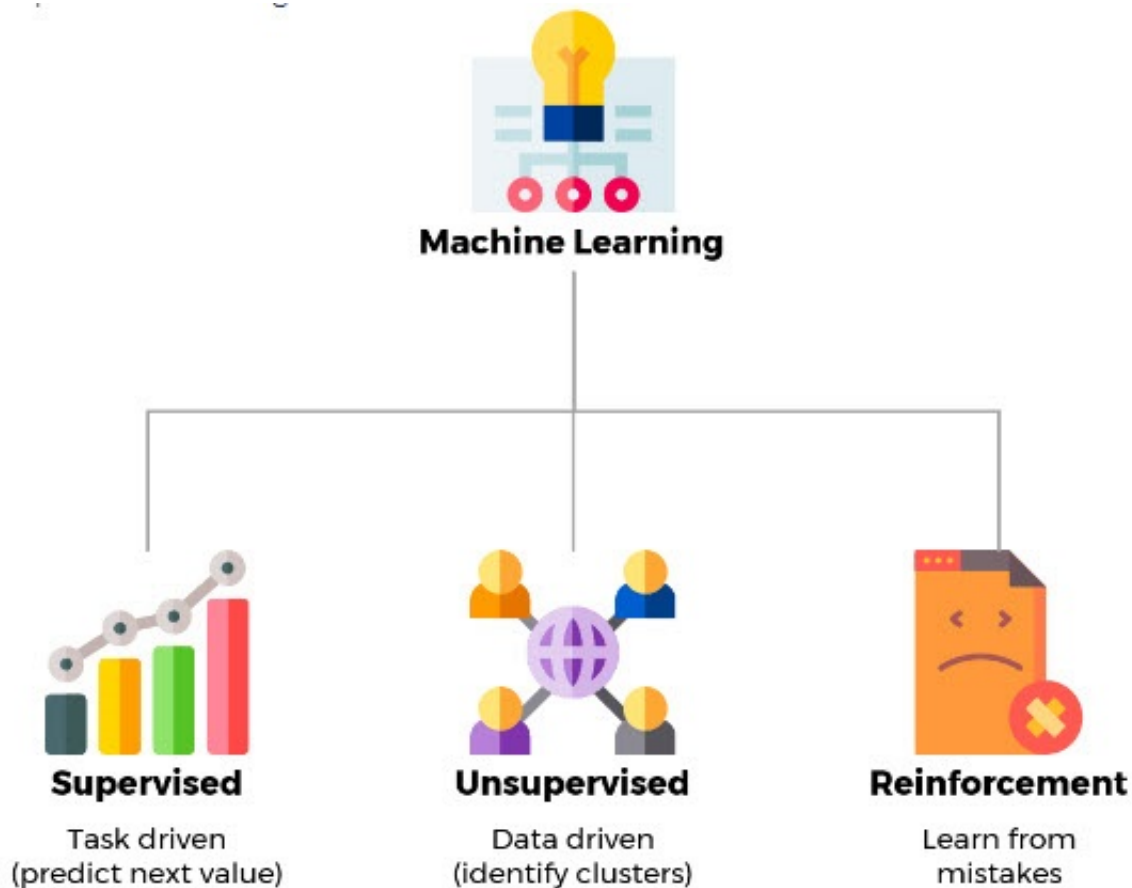 Machine Learning
Supervised
Unsupervised
Reinforcement
Task driven
(predict next value)
Data driven
(identify clusters)
Learn from
mistakes